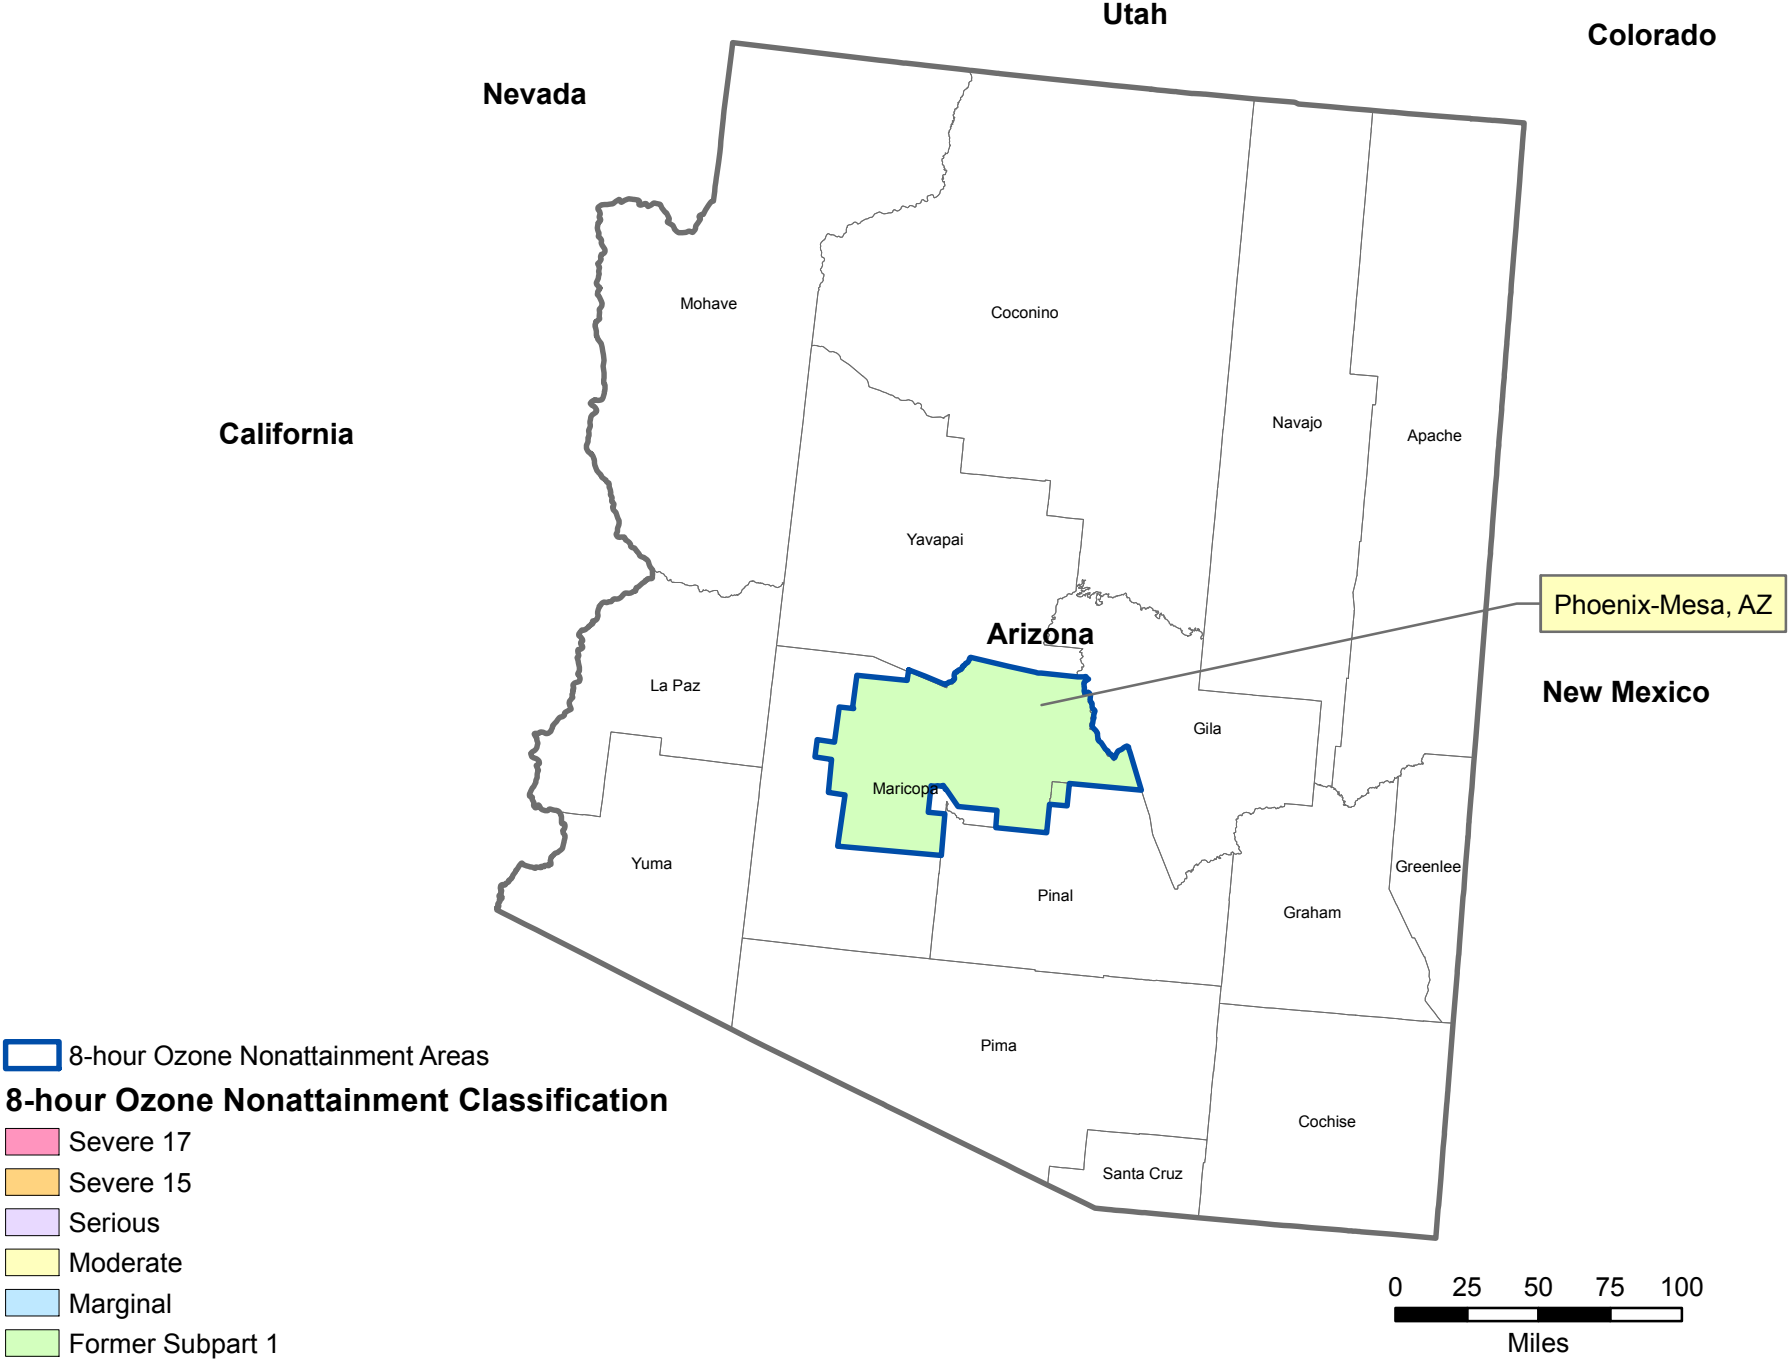 Utah
Colorado
Nevada
Mohave
Coconino
California
Navajo
Apache
Yavapai
Phoenix-Mesa, AZ
Arizona
La Paz
New Mexico
Gila
Maricopa
Yuma
Greenlee
Pinal
Graham
Pima
8-hour Ozone Nonattainment Areas
8-hour Ozone Nonattainment Classification
Severe 17
Severe 15
Serious
Moderate
Marginal
Former Subpart 1
Cochise
Santa Cruz
0 25 50 75 100
Miles